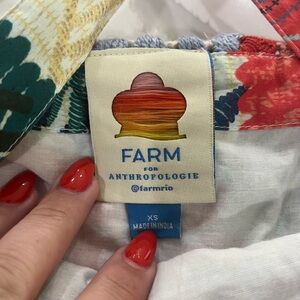 FARM
FOR
ANTHROPOLOGIE
@farmrio
XS
MADE IN INDIA